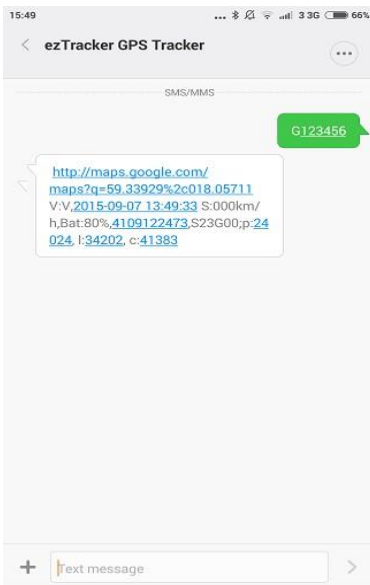 15:49 ... 3 3G 66%
ezTracker GPS Tracker
SMS/MMS
G123456
http://maps.google.com/
maps?q=59.33929%2c018.05711
V:V,2015-09-07 13:49:33 S:000km/
h,Bat:80%,4109122473,S23G00;p:24
024, l:34202, c:41383
Text message